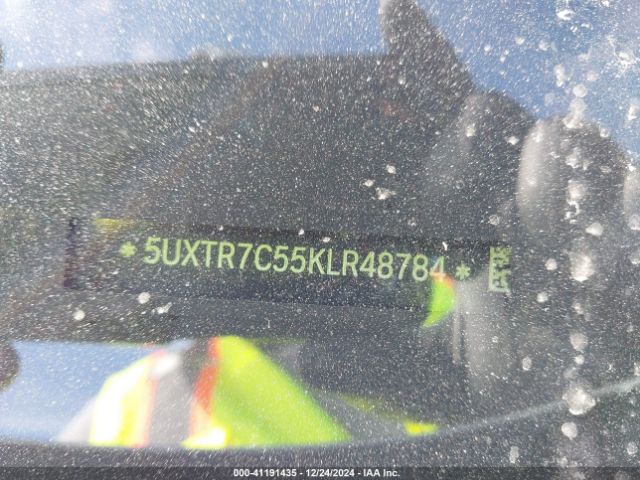 * 5UXTR7C55KLR48784 *
000-41191435 - 12/24/2024 - IAA Inc.